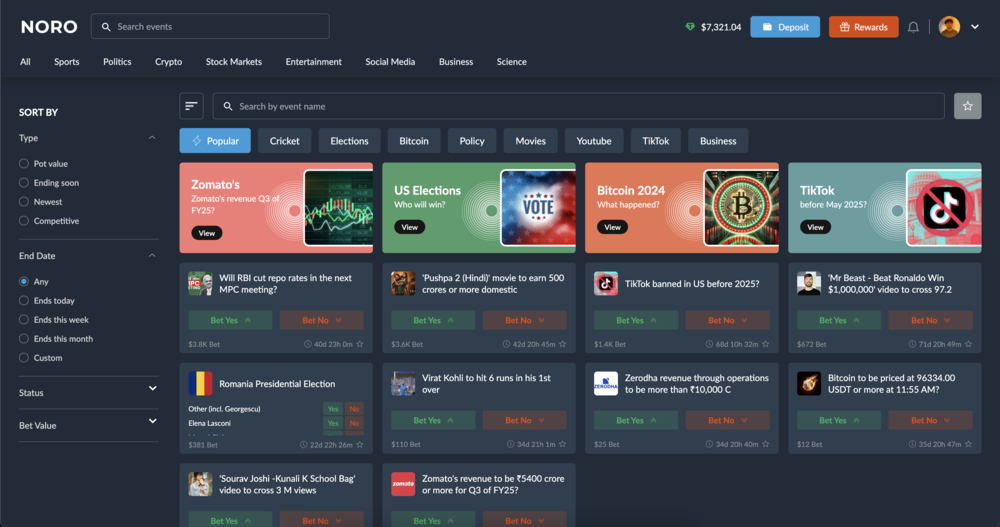 NORO
Search events
$7,321.04
Deposit
Rewards
All
Sports
Politics
Crypto
Stock Markets
Entertainment
Social Media
Business
Science
SORT BY
Type
Pot value
Ending soon
Newest
Competitive
End Date
Any
Ends today
Ends this week
Ends this month
Custom
Status
Bet Value
Search by event name
Popular
Cricket
Elections
Bitcoin
Policy
Movies
Youtube
TikTok
Business
Zomato's
Zomato's revenue Q3 of
FY25?
View
US Elections
Who will win?
View
VOTE
Bitcoin 2024
What happened?
View
TikTok
before May 2025?
View
Will RBI cut repo rates in the next
MPC meeting?
Bet Yes
Bet No
$3.8K Bet
40d 23h 0m
'Pushpa 2 (Hindi)' movie to earn 500
crores or more domestic
Bet Yes
Bet No
$3.6K Bet
42d 20h 45m
TikTok banned in US before 2025?
Bet Yes
Bet No
$1.4K Bet
68d 10h 32m
'Mr Beast - Beat Ronaldo Win
$1,000,000' video to cross 97.2
Bet Yes
Bet No
$672 Bet
71d 20h 49m
Romania Presidential Election
Other (incl. Georgescu)
Yes
No
Elena Lasconi
Yes
No
$381 Bet
22d 22h 26m
Virat Kohli to hit 6 runs in his 1st
over
Bet Yes
Bet No
$110 Bet
34d 21h 1m
ZERODHA
Zerodha revenue through operations
to be more than ₹10,000 C
Bet Yes
Bet No
$25 Bet
34d 20h 40m
Bitcoin to be priced at 96334.00
USDT or more at 11:55 AM?
Bet Yes
Bet No
$12 Bet
35d 20h 47m
'Sourav Joshi -Kunali K School Bag'
video to cross 3 M views
Bet Yes
Bet No
zomato
Zomato's revenue to be ₹5400 crore
or more for Q3 of FY25?
Bet Yes
Bet No